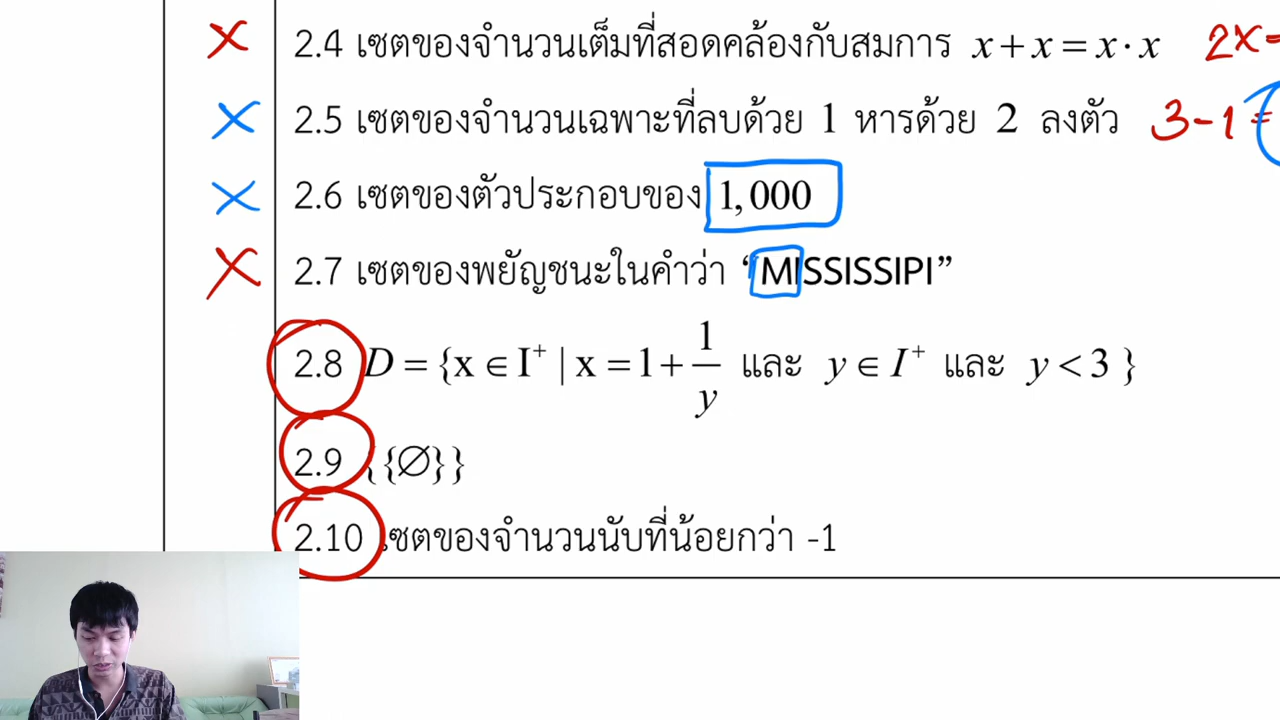 2.4 เซตของจำนวนเต็มที่สอดคล้องกับสมการ x + x = x · x 2x=
2.5 เซตของจำนวนเฉพาะที่ลบด้วย 1 หารด้วย 2 ลงตัว 3-1=
2.6 เซตของตัวประกอบของ 1,000
2.7 เซตของพยัญชนะในคำว่า “MISSISSIPI”
2.8 D = {x ∈ I⁺ | x = 1 + 1/y และ y ∈ I⁺ และ y < 3 }
2.9 {{∅}}
2.10 เซตของจำนวนนับที่น้อยกว่า -1